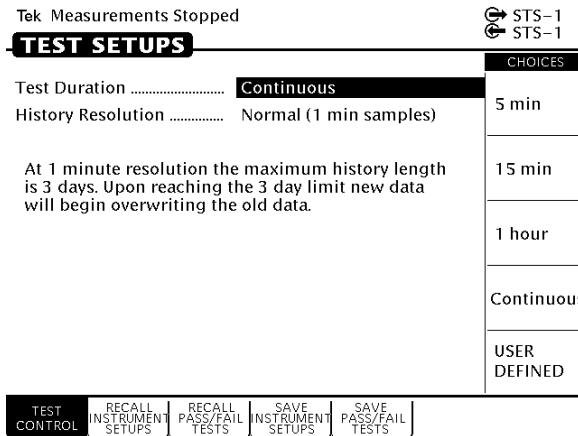 Tek Measurements Stopped
STS-1
STS-1
TEST SETUPS
CHOICES
Test Duration .......................... Continuous
History Resolution ............... Normal (1 min samples)
At 1 minute resolution the maximum history length
is 3 days. Upon reaching the 3 day limit new data
will begin overwriting the old data.
5 min
15 min
1 hour
Continuous
USER
DEFINED
TEST
CONTROL
RECALL
INSTRUMENT
SETUPS
RECALL
PASS/FAIL
TESTS
SAVE
INSTRUMENT
SETUPS
SAVE
PASS/FAIL
TESTS